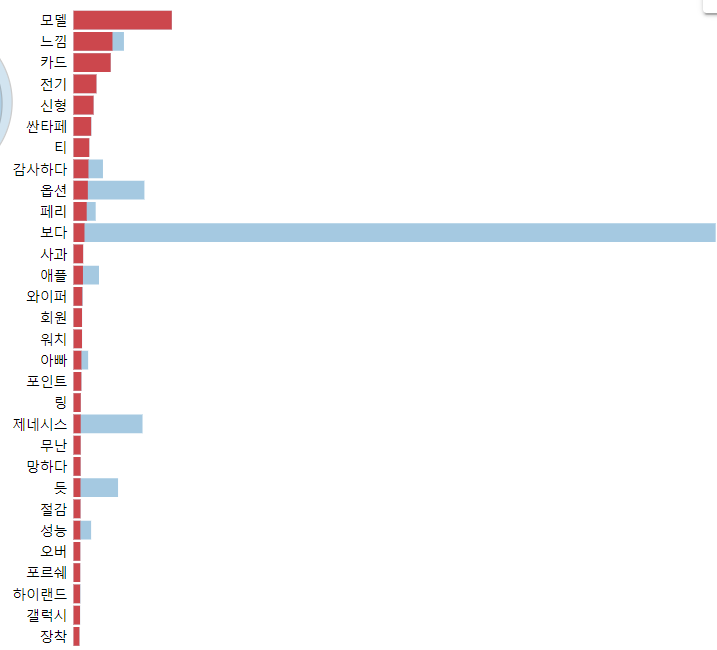 모델
느낌
카드
전기
신형
싼타페
티
감사하다
옵션
페리
보다
사과
애플
와이퍼
회원
워치
아빠
포인트
링
제네시스
무난
망하다
듯
절감
성능
오버
포르쉐
하이랜드
갤럭시
장착